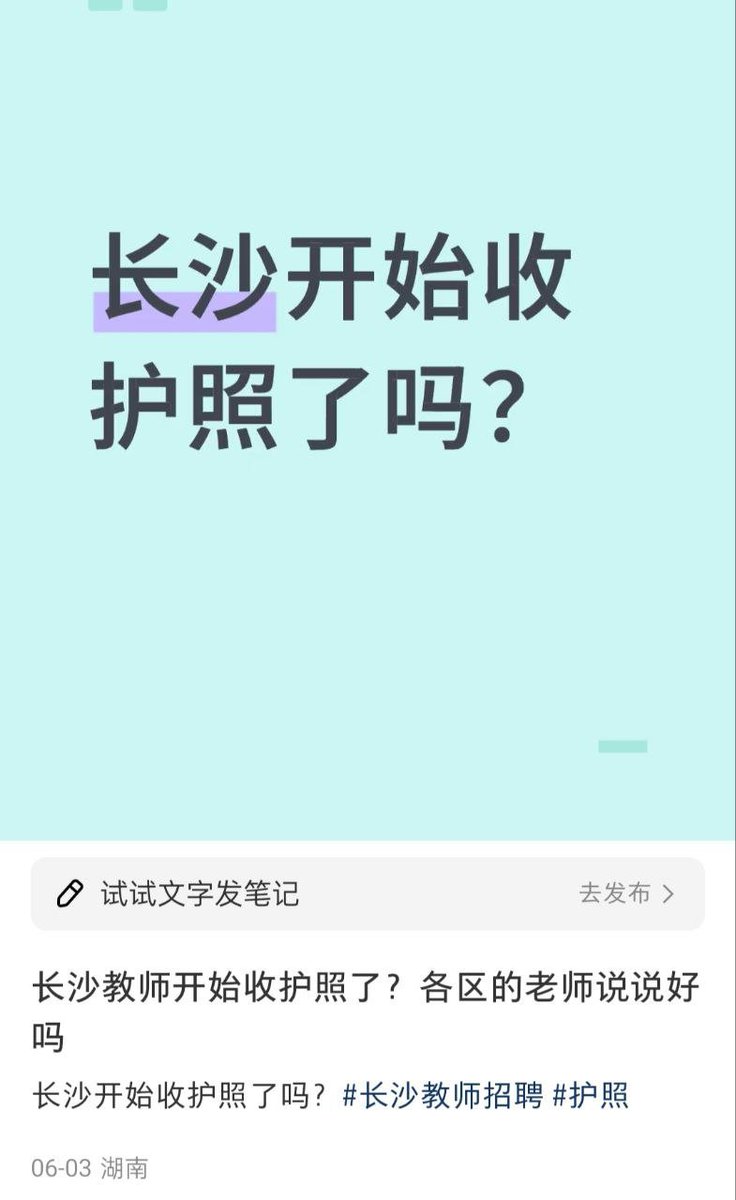 长沙开始收
护照了吗？
试试文字发笔记
去发布
长沙教师开始收护照了？各区的老师说说好
吗
长沙开始收护照了吗？#长沙教师招聘 #护照
06-03 湖南